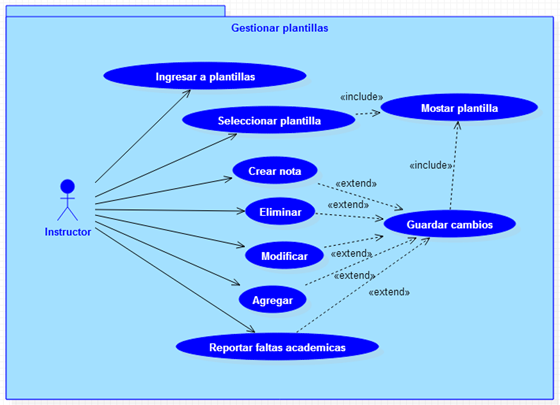 Gestionar plantillas
Ingresar a plantillas
Seleccionar plantilla
«include»
Mostar plantilla
«include»
Crear nota
«extend»
Eliminar
«extend»
Instructor
Guardar cambios
Modificar
«extend»
Agregar
«extend»
«extend»
Reportar faltas academicas